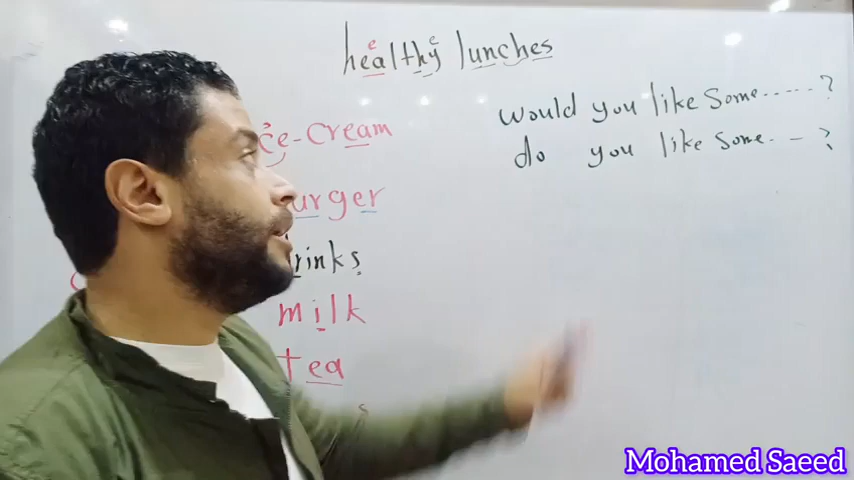 healthy lunches
would you like Some......?
do you like Some...?
ce-cream
urger
rinks
milk
tea
Mohamed Saeed